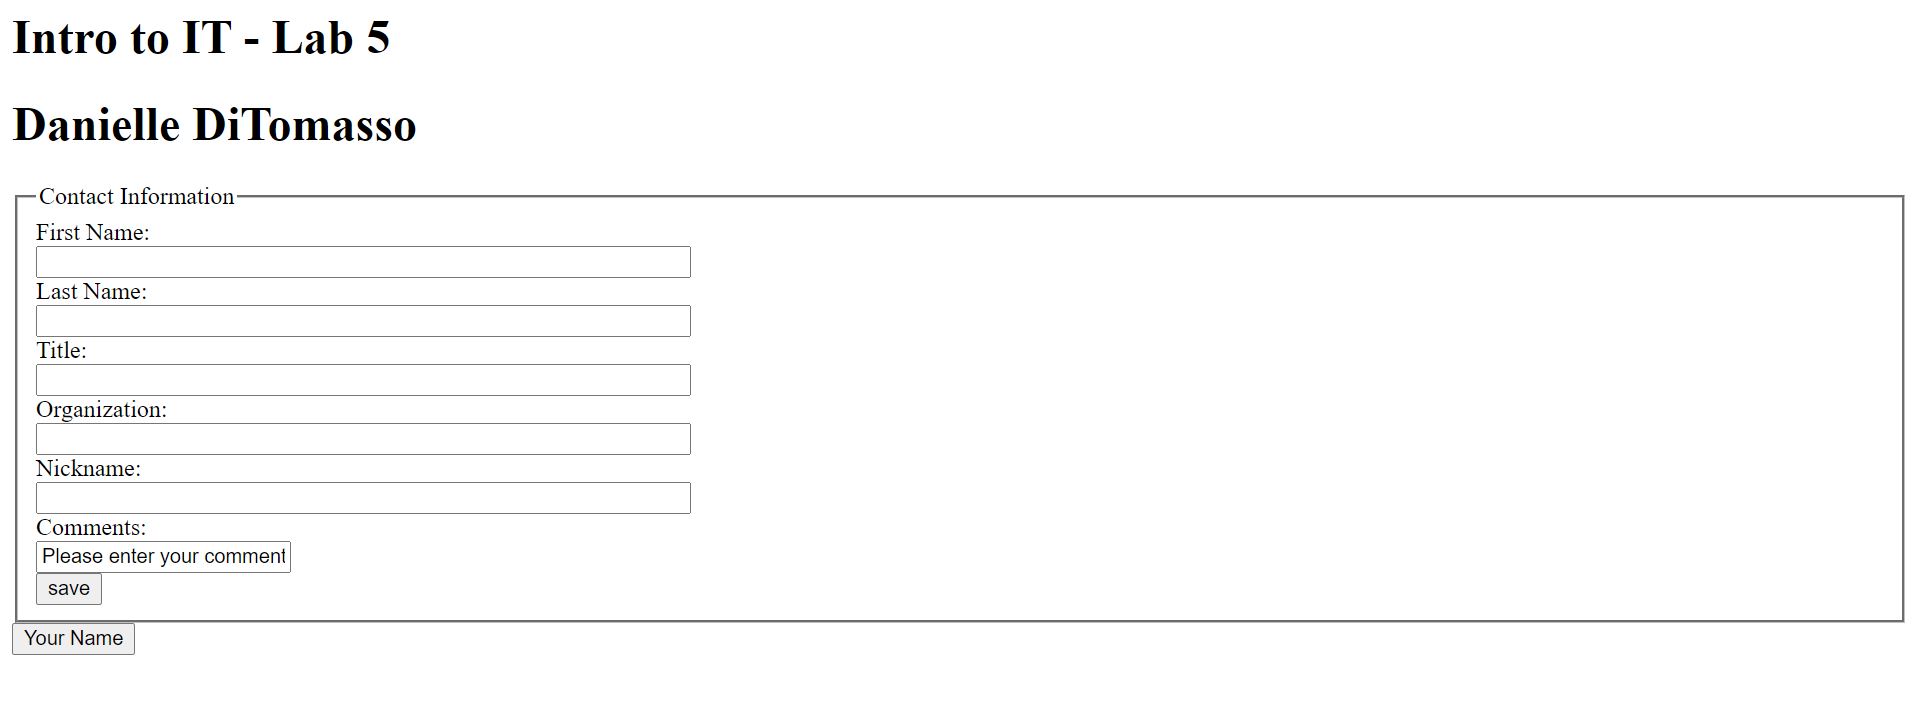 Intro to IT - Lab 5
Danielle DiTomasso
Contact Information
First Name:
Last Name:
Title:
Organization:
Nickname:
Comments:
Please enter your comment
save
Your Name